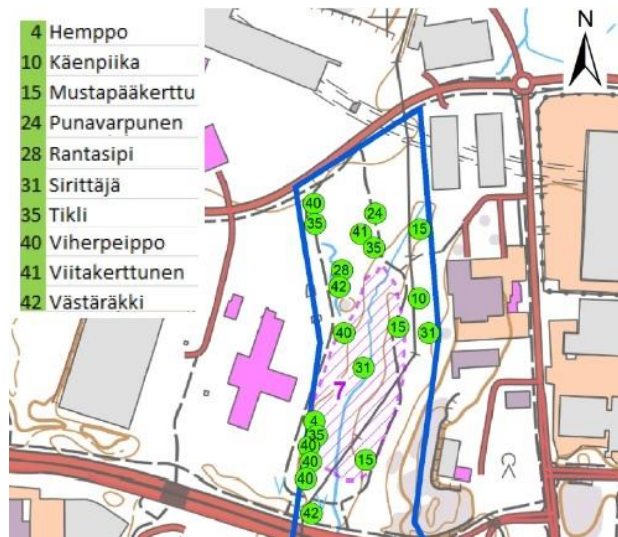 4 Hemppo
10 Käenpiika
15 Mustapääkerttu
24 Punavarpunen
28 Rantasipi
31 Sirittäjä
35 Tikli
40 Viherpeippo
41 Viitakerttunen
42 Västäräkki
N
40
35
24
41
35
15
28
42
10
40
15
31
31
7
4
35
40
40
40
15
42